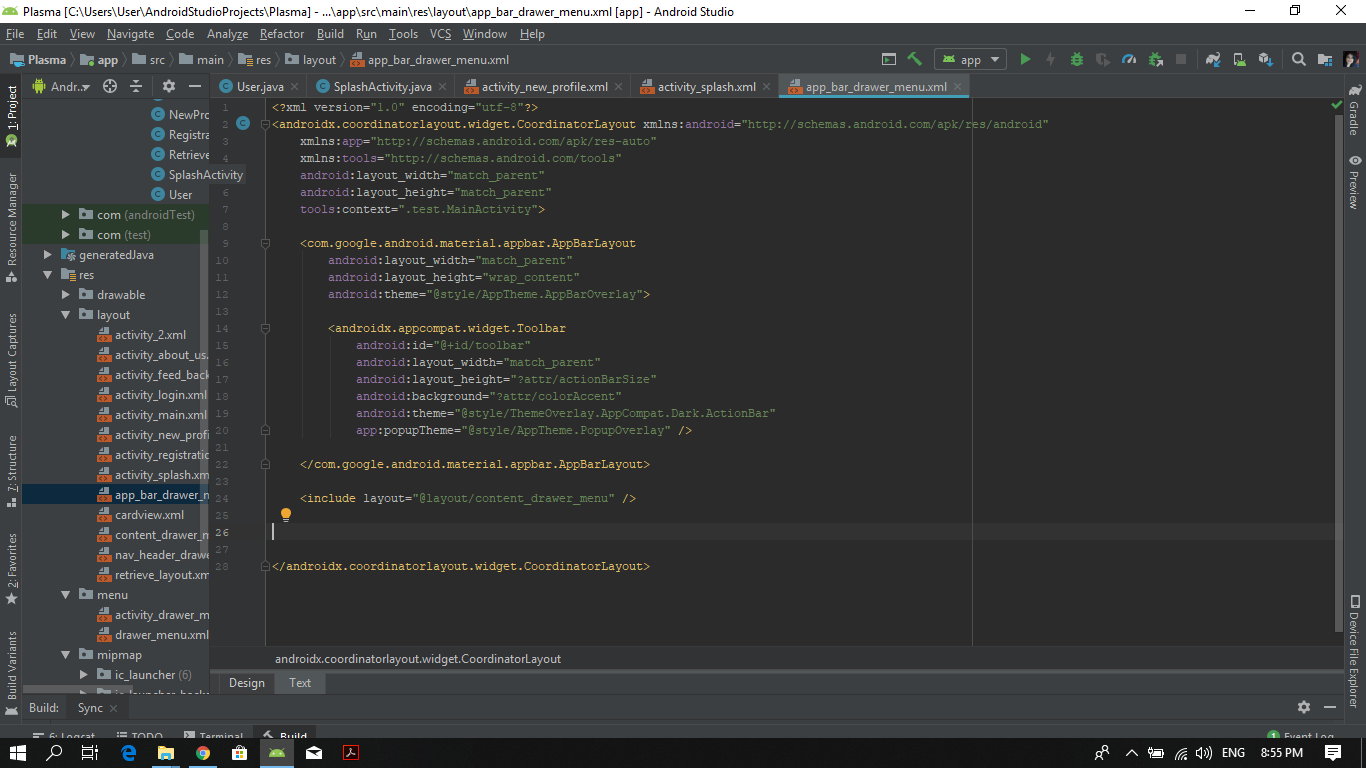 Plasma [C:\Users\User\AndroidStudioProjects\Plasma] - ...\app\src\main\res\layout\app_bar_drawer_menu.xml [app] - Android Studio
File Edit View Navigate Code Analyze Refactor Build Run Tools VCS Window Help
Plasma app src main res layout app_bar_drawer_menu.xml
app
Andr..
User.java SplashActivity.java activity_new_profile.xml activity_splash.xml app_bar_drawer_menu.xml
1: Project
Resource Manager
Layout Captures
7: Structure
2: Favorites
Build Variants
NewPro
Registra
Retrieve
SplashActivity
User
com (androidTest)
com (test)
generatedJava
res
drawable
layout
activity_2.xml
activity_about_us.
activity_feed_back
activity_login.xml
activity_main.xml
activity_new_profi
activity_registratio
activity_splash.xm
app_bar_drawer_n
cardview.xml
content_drawer_n
nav_header_drawe
retrieve_layout.xm
menu
activity_drawer_m
drawer_menu.xml
mipmap
ic_launcher (6)
1 <?xml version="1.0" encoding="utf-8"?>
2 <androidx.coordinatorlayout.widget.CoordinatorLayout xmlns:android="http://schemas.android.com/apk/res/android"
3 xmlns:app="http://schemas.android.com/apk/res-auto"
4 xmlns:tools="http://schemas.android.com/tools"
android:layout_width="match_parent"
6 android:layout_height="match_parent"
7 tools:context=".test.MainActivity">
8
9 <com.google.android.material.appbar.AppBarLayout
10 android:layout_width="match_parent"
11 android:layout_height="wrap_content"
12 android:theme="@style/AppTheme.AppBarOverlay">
13
14 <androidx.appcompat.widget.Toolbar
15 android:id="@+id/toolbar"
16 android:layout_width="match_parent"
17 android:layout_height="?attr/actionBarSize"
18 android:background="?attr/colorAccent"
19 android:theme="@style/ThemeOverlay.AppCompat.Dark.ActionBar"
20 app:popupTheme="@style/AppTheme.PopupOverlay" />
21
22 </com.google.android.material.appbar.AppBarLayout>
23
24 <include layout="@layout/content_drawer_menu" />
25
26
27
28 </androidx.coordinatorlayout.widget.CoordinatorLayout>
Gradle
Preview
Device File Explorer
androidx.coordinatorlayout.widget.CoordinatorLayout
Design Text
Build: Sync
6: Logcat TODO Terminal Build 1 Event Log
ENG 8:55 PM